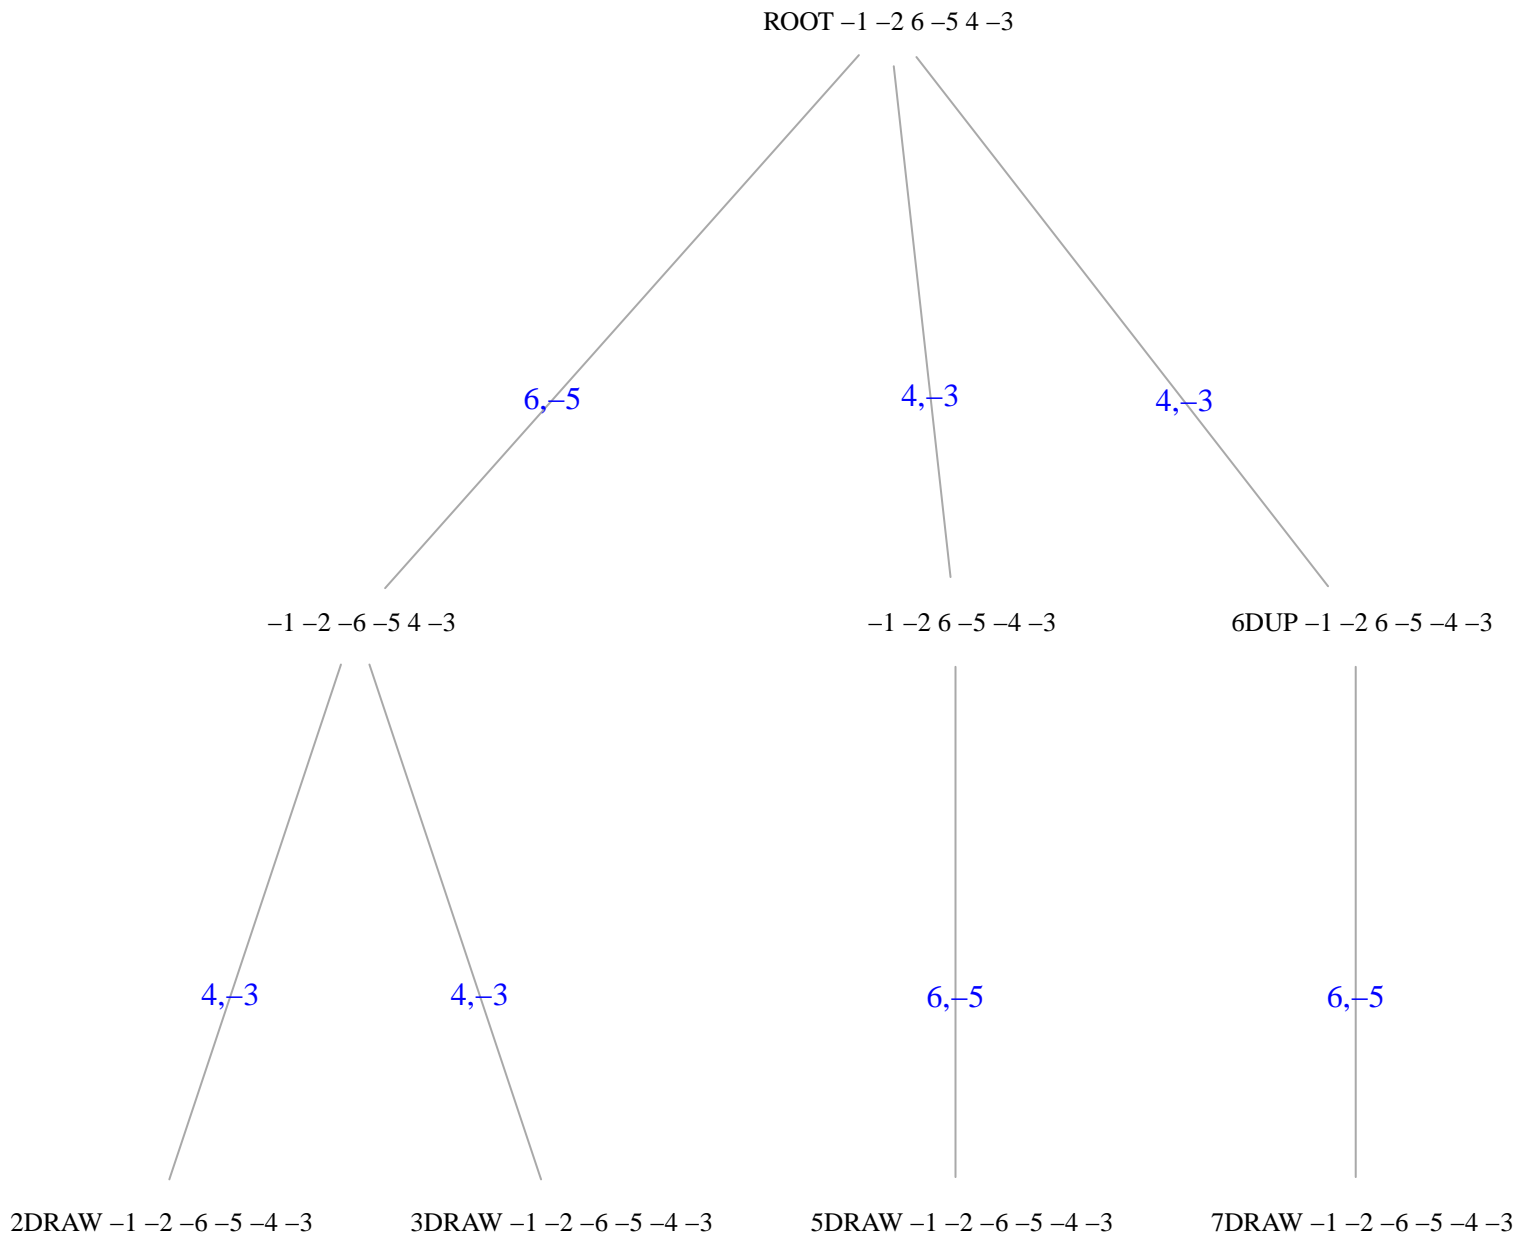 ROOT –1 –2 6 –5 4 –3
6,–5
4,–3
4,–3
–1 –2 –6 –5 4 –3
–1 –2 6 –5 –4 –3
6DUP –1 –2 6 –5 –4 –3
4,–3
4,–3
6,–5
6,–5
2DRAW –1 –2 –6 –5 –4 –3
3DRAW –1 –2 –6 –5 –4 –3
5DRAW –1 –2 –6 –5 –4 –3
7DRAW –1 –2 –6 –5 –4 –3